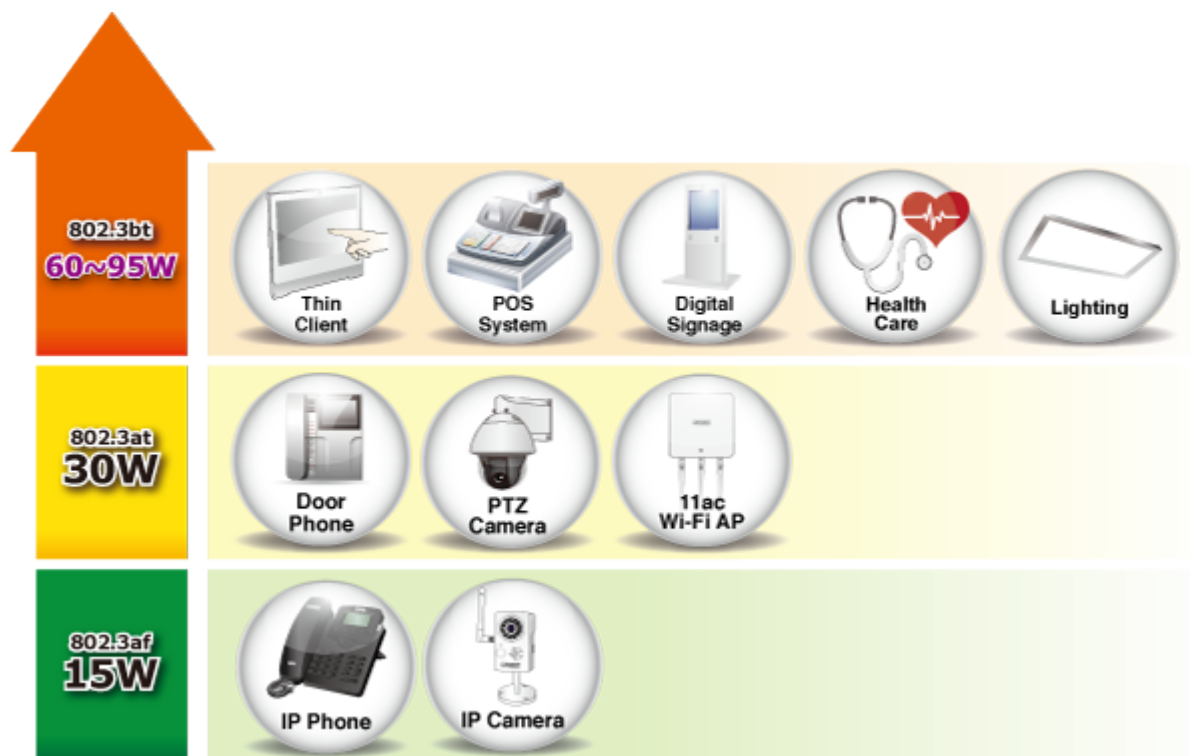 802.3bt
60~95W
Thin
Client
POS
System
Digital
Signage
Health
Care
Lighting
802.3at
30W
Door
Phone
PTZ
Camera
11ac
Wi-Fi AP
802.3af
15W
IP Phone
IP Camera